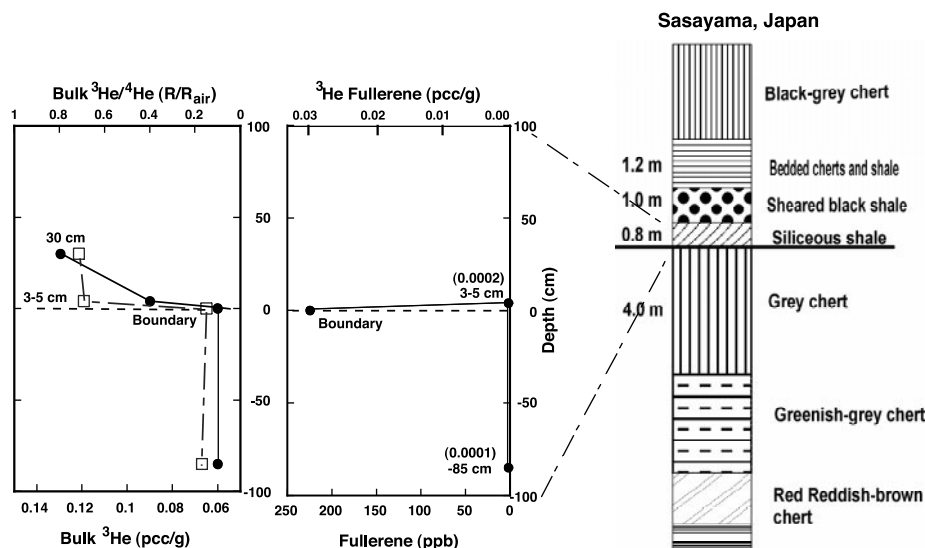 Sasayama, Japan
Bulk ³He/⁴He (R/Rair)
1 0.8 0.6 0.4 0.2 0
100
50
0
-50
-100
30 cm
3-5 cm
Boundary
0.14 0.12 0.1 0.08 0.06
Bulk ³He (pcc/g)
³He Fullerene (pcc/g)
0.03 0.02 0.01 0.00
100
50
0
-50
-100
Depth (cm)
(0.0002)
3-5 cm
Boundary
(0.0001)
-85 cm
250 200 150 100 50 0
Fullerene (ppb)
Black-grey chert
1.2 m Bedded cherts and shale
1.0 m Sheared black shale
0.8 m Siliceous shale
Grey chert
4.0 m
Greenish-grey chert
Red Reddish-brown
chert